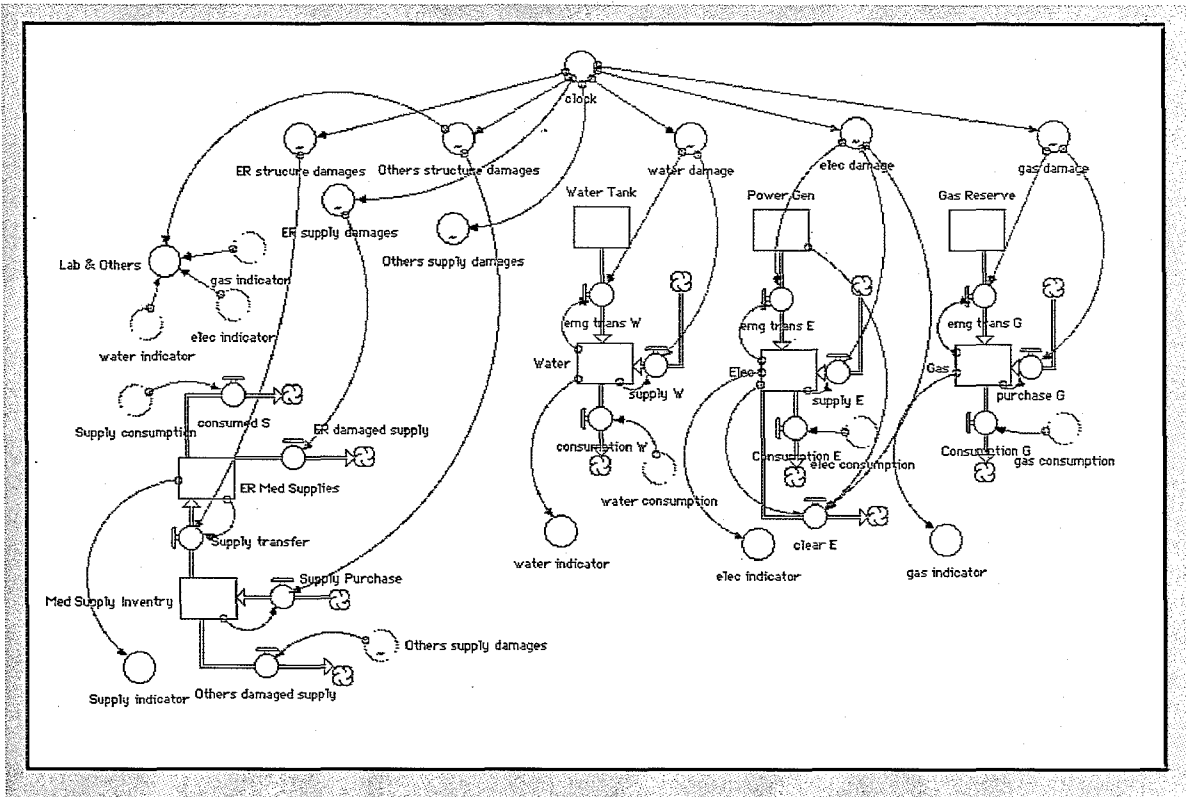 clock
ER strucure damages
Others structure damages
water damage
elec damage
gas damage
Water Tank
Power Gen
Gas Reserve
ER supply damages
Others supply damages
Lab & Others
gas indicator
elec indicator
water indicator
emg trans W
emg trans E
emg trans G
Water
Elec
Gas
supply W
supply E
purchase G
Supply consumption
consumed S
ER damaged supply
consumption W
Consumption E
elec consumption
Consumption G
gas consumption
ER Med Supplies
water consumption
Supply transfer
clear E
water indicator
elec indicator
gas indicator
Supply Purchase
Med Supply Inventry
Others supply damages
Supply indicator
Others damaged supply